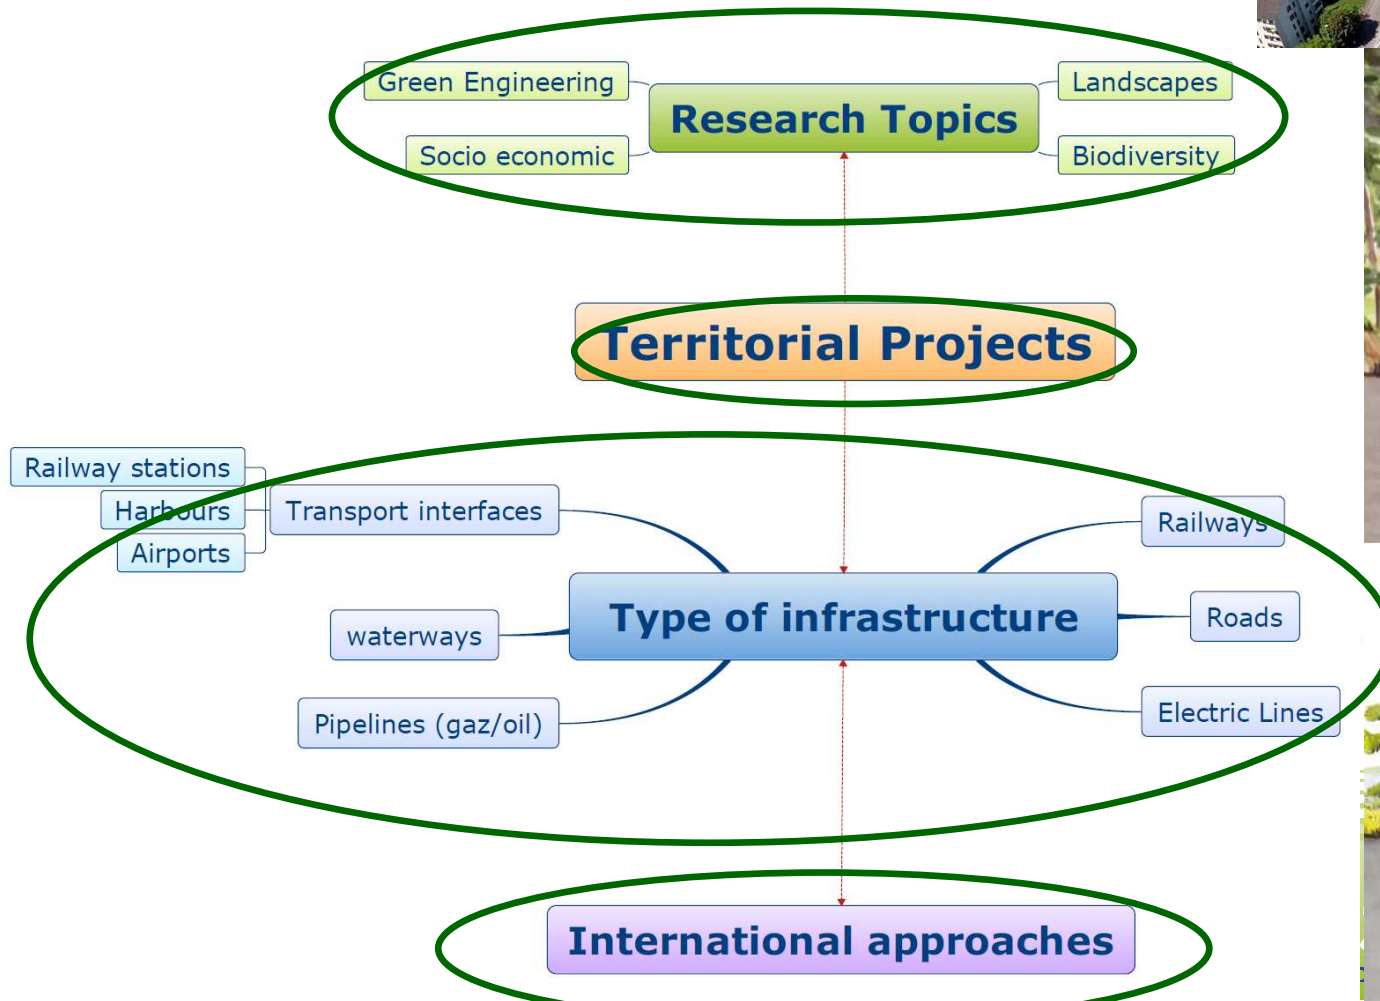 Green Engineering
Landscapes
Research Topics
Socio economic
Biodiversity
Territorial Projects
Railway stations
Harbours
Airports
Transport interfaces
Railways
Type of infrastructure
waterways
Roads
Pipelines (gaz/oil)
Electric Lines
International approaches